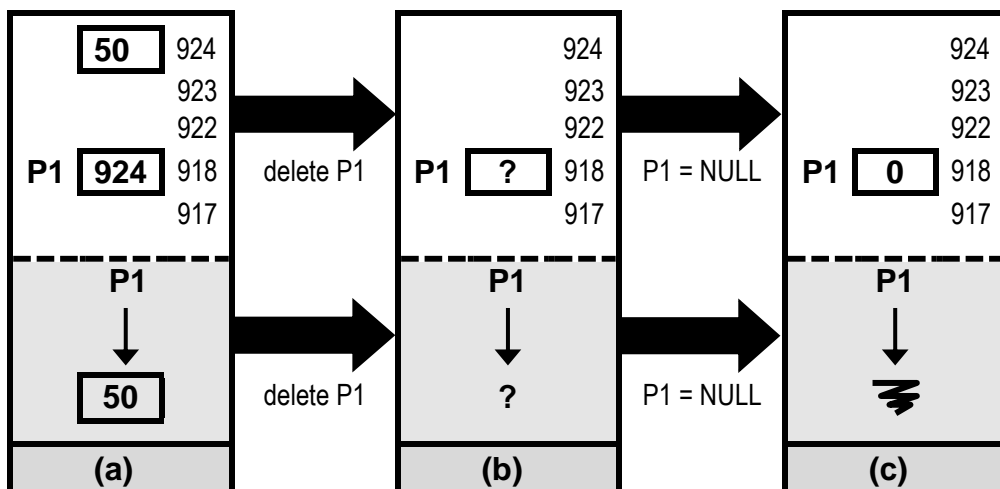 50 924
923
922
P1 924 918
917
P1
50
(a)
delete P1
delete P1
924
923
922
P1 ? 918
917
P1
?
(b)
P1 = NULL
P1 = NULL
924
923
922
P1 0 918
917
P1
(c)